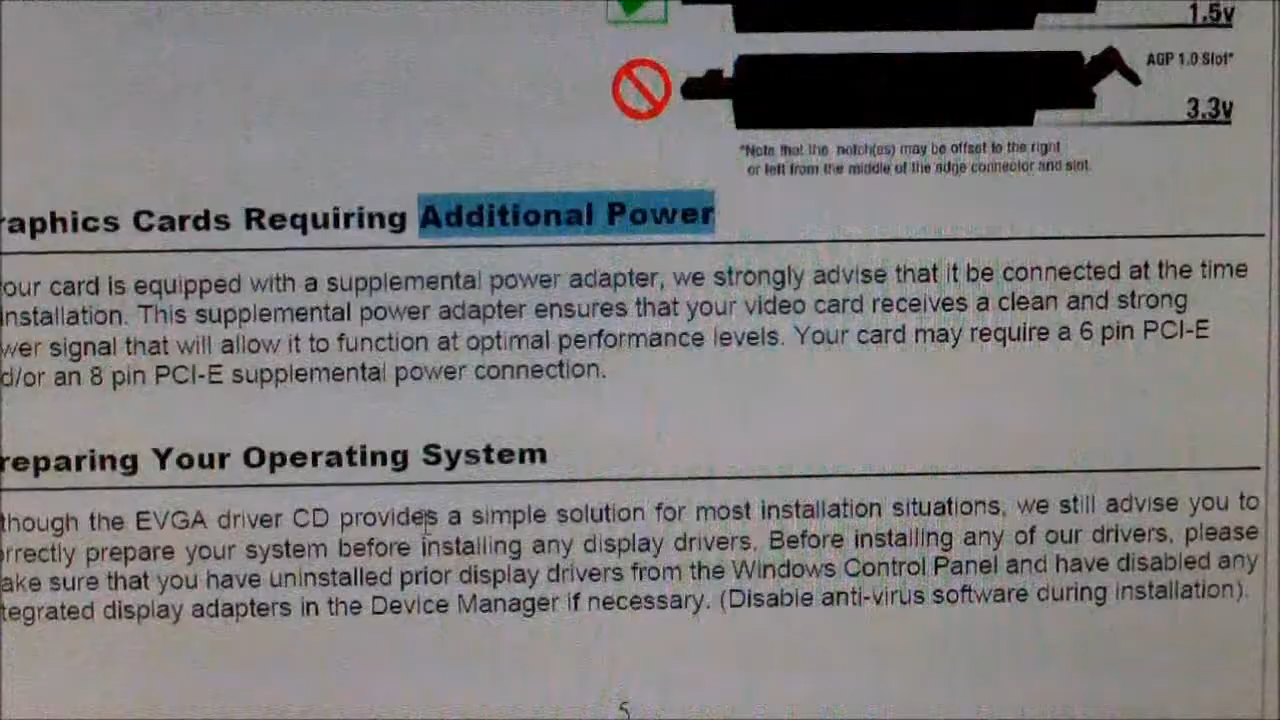 1.5v
AGP 1.0 Slot*
3.3v
*Note that the notch(es) may be offset to the right
or left from the middle of the edge connector and slot.
raphics Cards Requiring Additional Power
our card is equipped with a supplemental power adapter, we strongly advise that it be connected at the time
installation. This supplemental power adapter ensures that your video card receives a clean and strong
wer signal that will allow it to function at optimal performance levels. Your card may require a 6 pin PCI-E
d/or an 8 pin PCI-E supplemental power connection.
reparing Your Operating System
though the EVGA driver CD provides a simple solution for most installation situations, we still advise you to
rrectly prepare your system before installing any display drivers. Before installing any of our drivers, please
ake sure that you have uninstalled prior display drivers from the Windows Control Panel and have disabled any
tegrated display adapters in the Device Manager if necessary. (Disable anti-virus software during installation).
5